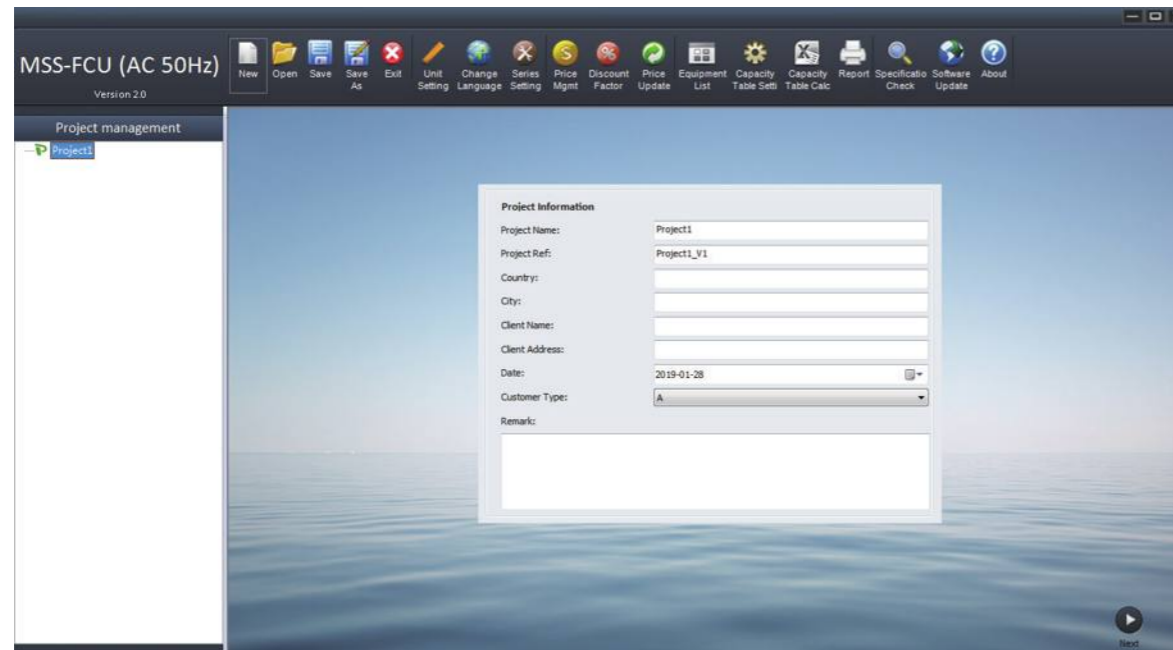 MSS-FCU (AC 50Hz)
Version 2.0
New
Open
Save
Save As
Exit
Unit Setting
Change Language
Series Setting
Price Mgmt
Discount Factor
Price Update
Equipment List
Capacity Table Setti
Capacity Table Calc
Report
Specificatio Check
Software Update
About
Project management
Project1
Project Information
Project Name: Project1
Project Ref: Project1_V1
Country:
City:
Client Name:
Client Address:
Date: 2019-01-28
Customer Type: A
Remark:
Next